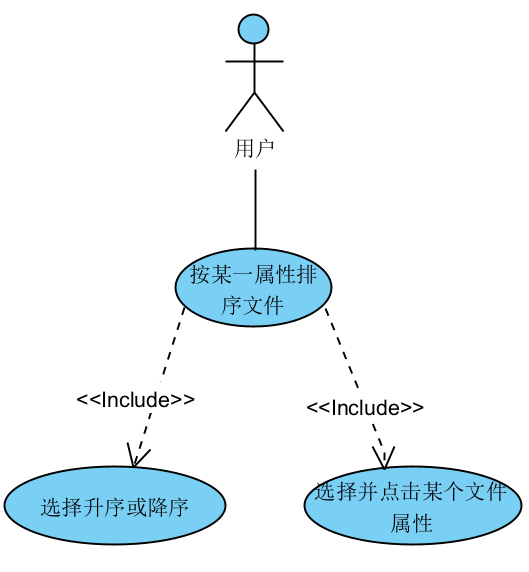 用户
按某一属性排
序文件
<<Include>>
<<Include>>
选择升序或降序
选择并点击某个文件
属性